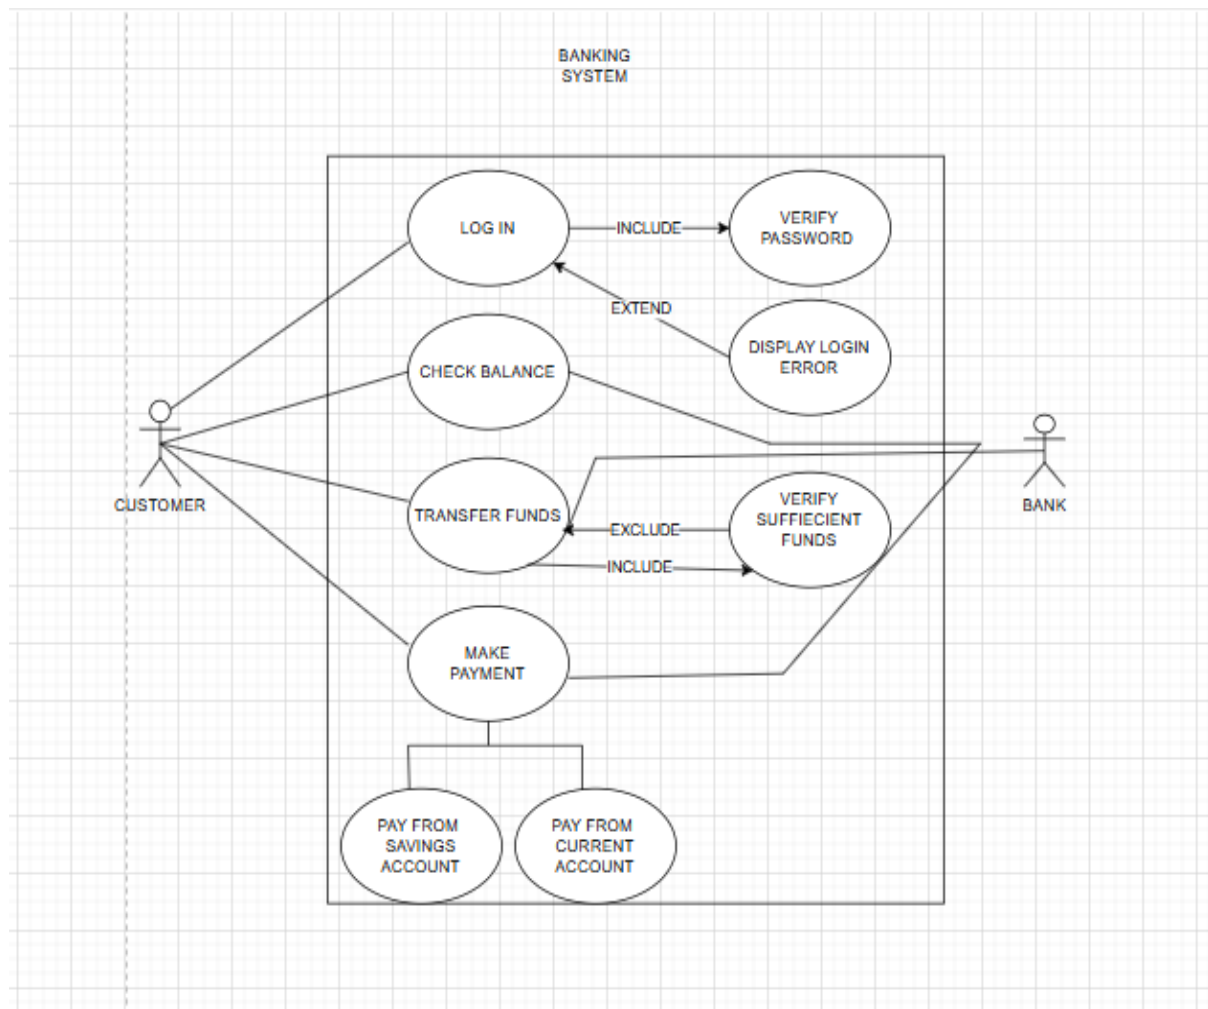 BANKING
SYSTEM
LOG IN
INCLUDE
VERIFY
PASSWORD
EXTEND
DISPLAY LOGIN
ERROR
CHECK BALANCE
CUSTOMER
BANK
TRANSFER FUNDS
EXCLUDE
INCLUDE
VERIFY
SUFFIECIENT
FUNDS
MAKE
PAYMENT
PAY FROM
SAVINGS
ACCOUNT
PAY FROM
CURRENT
ACCOUNT